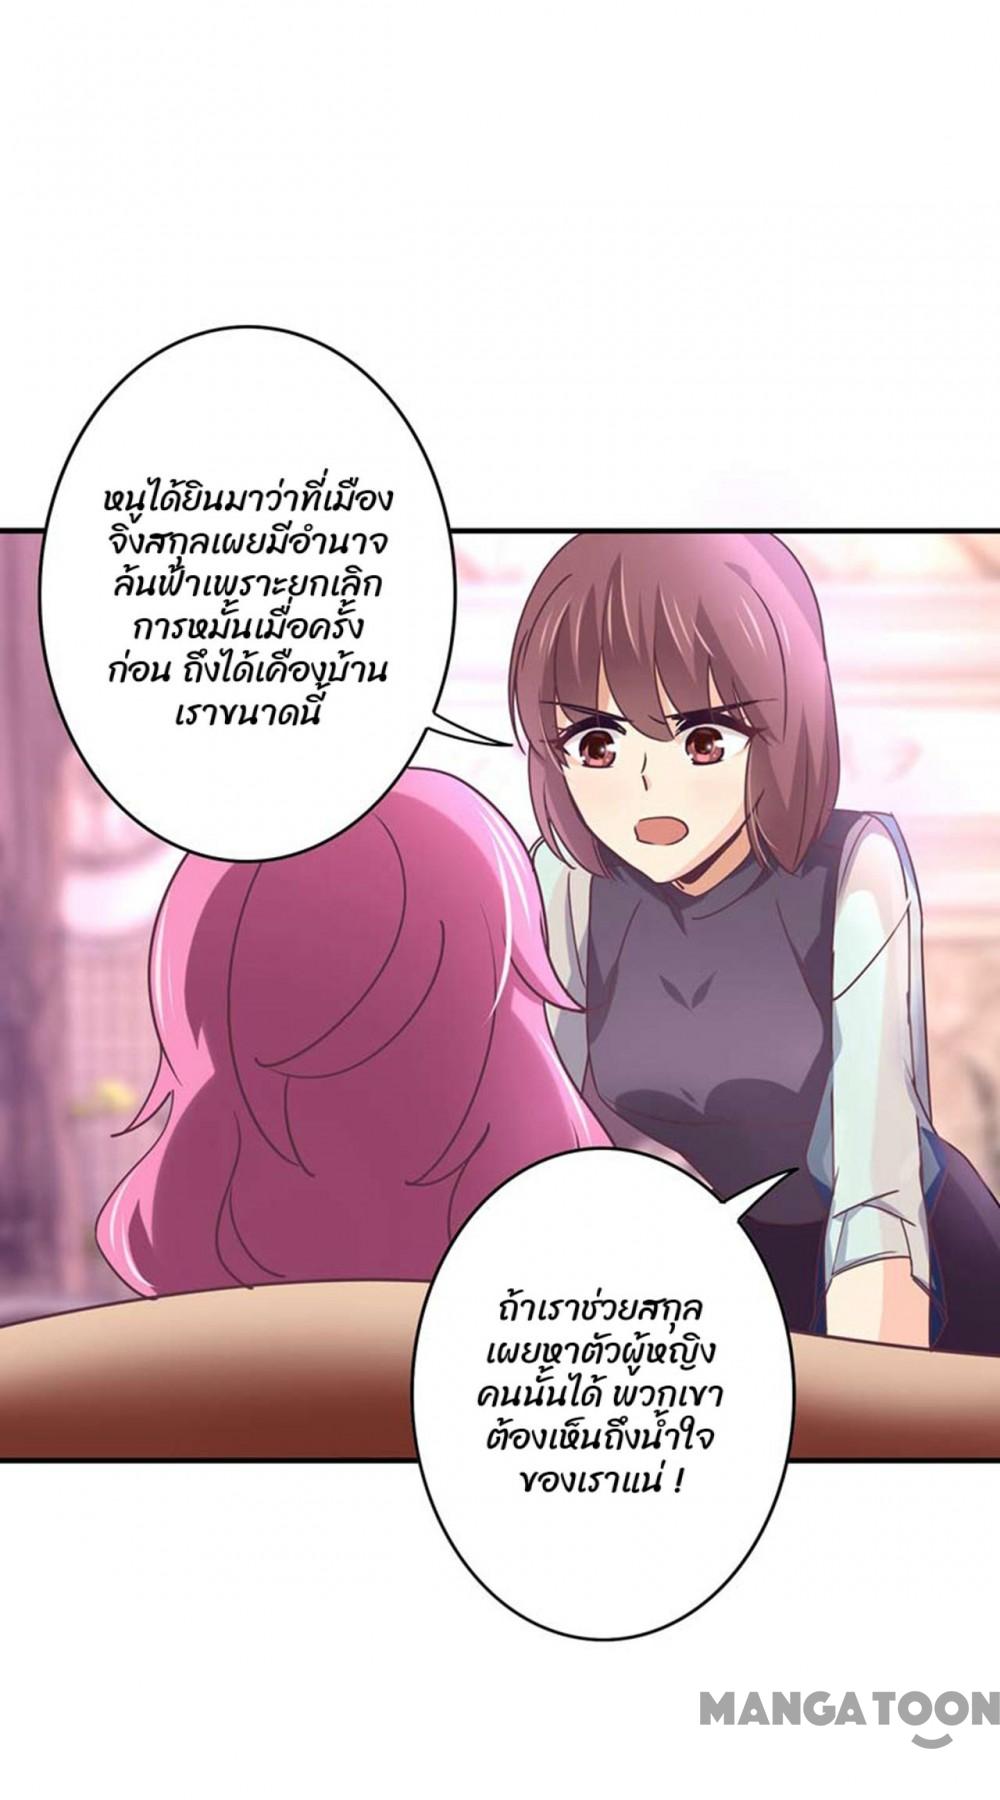 หนูได้ยินมาว่าที่เมือง
จิงสกุลเผยมีอำนาจ
ล้นฟ้าเพราะยกเลิก
การหมั้นเมื่อครั้ง
ก่อน ถึงได้เคืองบ้าน
เราขนาดนี้
ถ้าเราช่วยสกุล
เผยหาตัวผู้หญิง
คนนั้นได้ พวกเขา
ต้องเห็นถึงน้ำใจ
ของเราแน่ !
MANGATOON